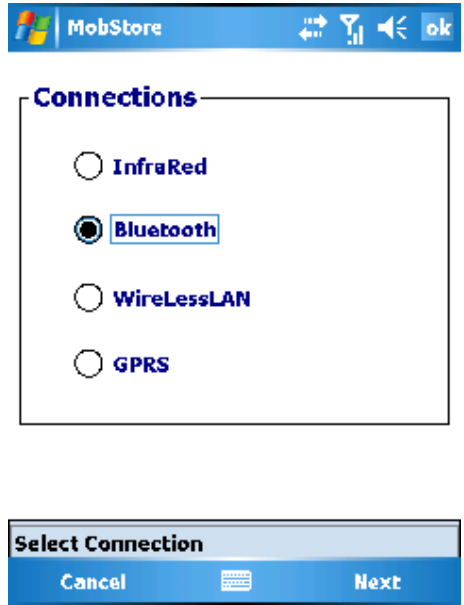 MobStore
ok
Connections
InfraRed
Bluetooth
WireLessLAN
GPRS
Select Connection
Cancel
Next